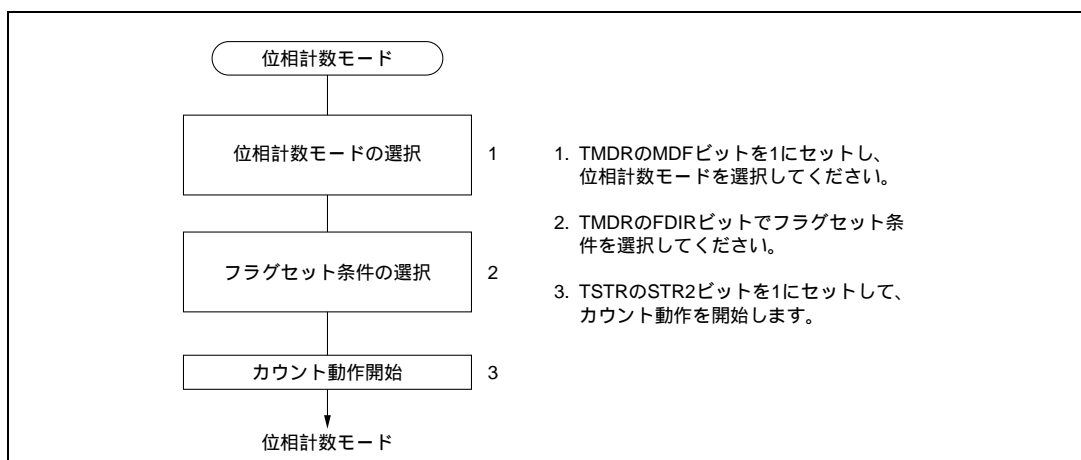 位相計数モード
位相計数モードの選択 1
フラグセット条件の選択 2
カウント動作開始 3
位相計数モード
1. TMDRのMDFビットを1にセットし、
位相計数モードを選択してください。
2. TMDRのFDIRビットでフラグセット条
件を選択してください。
3. TSTRのSTR2ビットを1にセットして、
カウント動作を開始します。